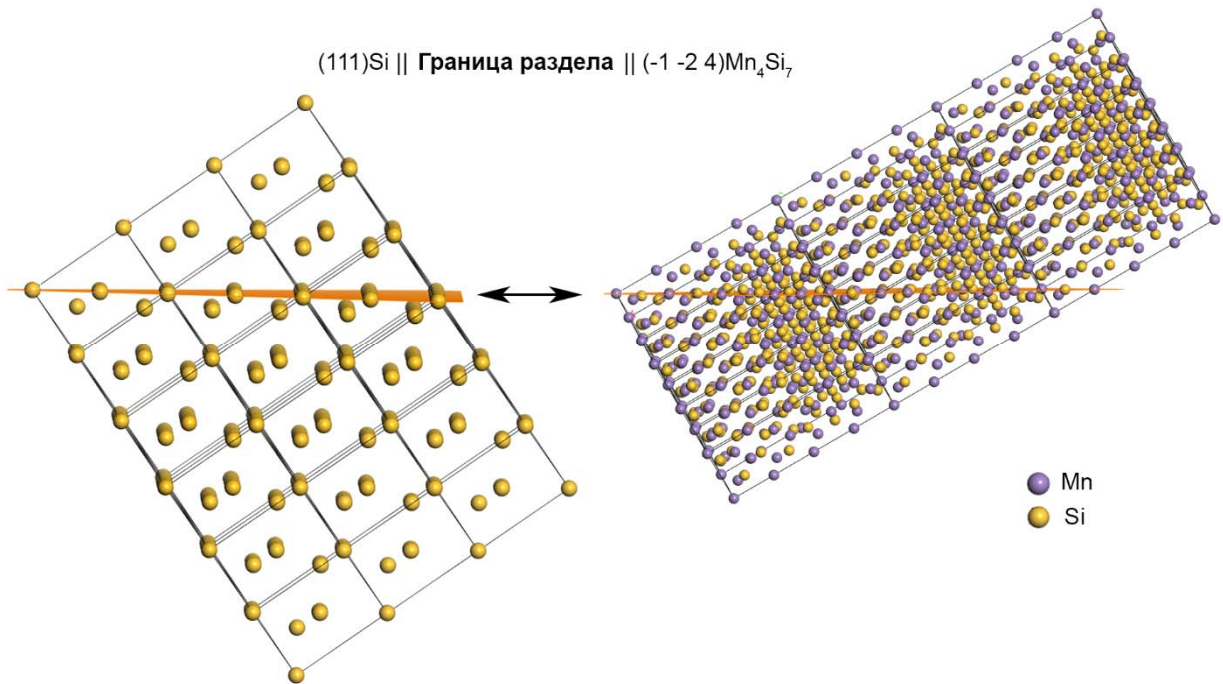 (111)Si || Граница раздела || (-1 -2 4)Mn₄Si₇
Mn
Si